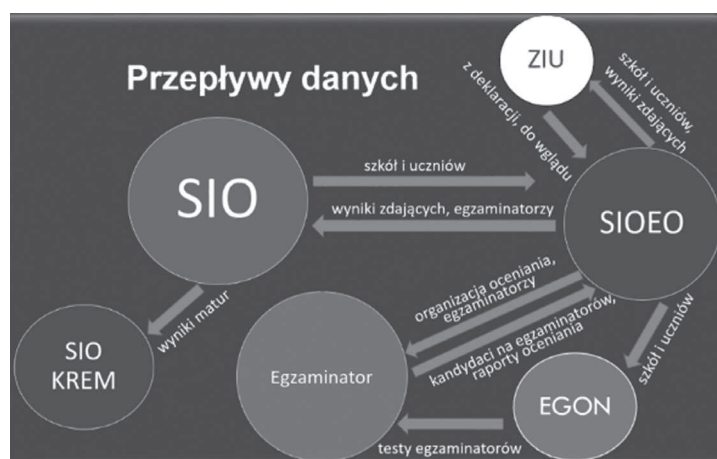 Przepływy danych
ZIU
z deklaracji, do wglądu
szkół i uczniów,
wyniki zdających
SIO
szkół i uczniów
wyniki zdających, egzaminatorzy
SIOEO
wyniki matur
SIO
KREM
organizacja oceniania,
egzaminatorzy
kandydaci na egzaminatorów,
raporty oceniania
Egzaminator
szkół i uczniów
EGON
testy egzaminatorów